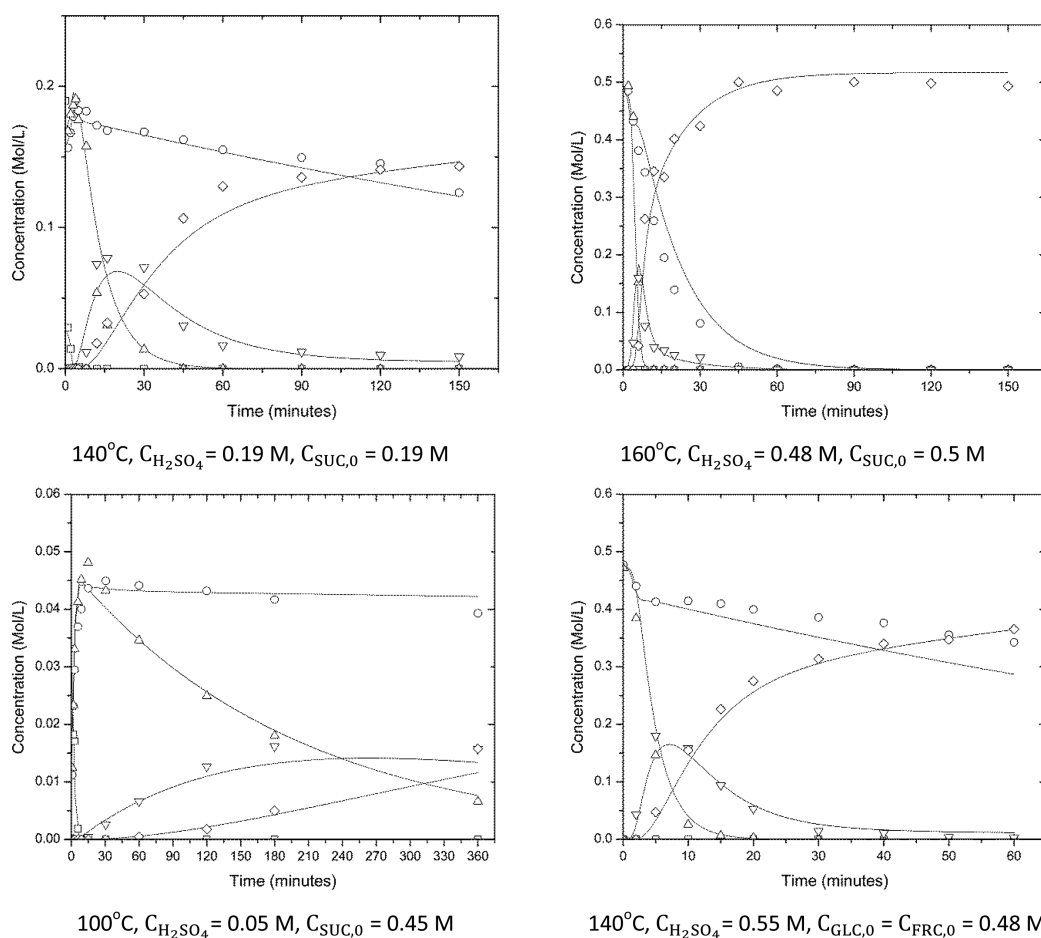 Concentration (Mol/L)
0.2
0.1
0.0
0 30 60 90 120 150
Time (minutes)
140°C, C_H₂SO₄ = 0.19 M, C_SUC,0 = 0.19 M
Concentration (Mol/L)
0.6
0.5
0.4
0.3
0.2
0.1
0.0
0 30 60 90 120 150
Time (minutes)
160°C, C_H₂SO₄ = 0.48 M, C_SUC,0 = 0.5 M
Concentration (Mol/L)
0.06
0.05
0.04
0.03
0.02
0.01
0.00
0 30 60 90 120 150 180 210 240 270 300 330 360
Time (minutes)
100°C, C_H₂SO₄ = 0.05 M, C_SUC,0 = 0.45 M
Concentration (Mol/L)
0.6
0.5
0.4
0.3
0.2
0.1
0.0
0 10 20 30 40 50 60
Time (minutes)
140°C, C_H₂SO₄ = 0.55 M, C_GLC,0 = C_FRC,0 = 0.48 M